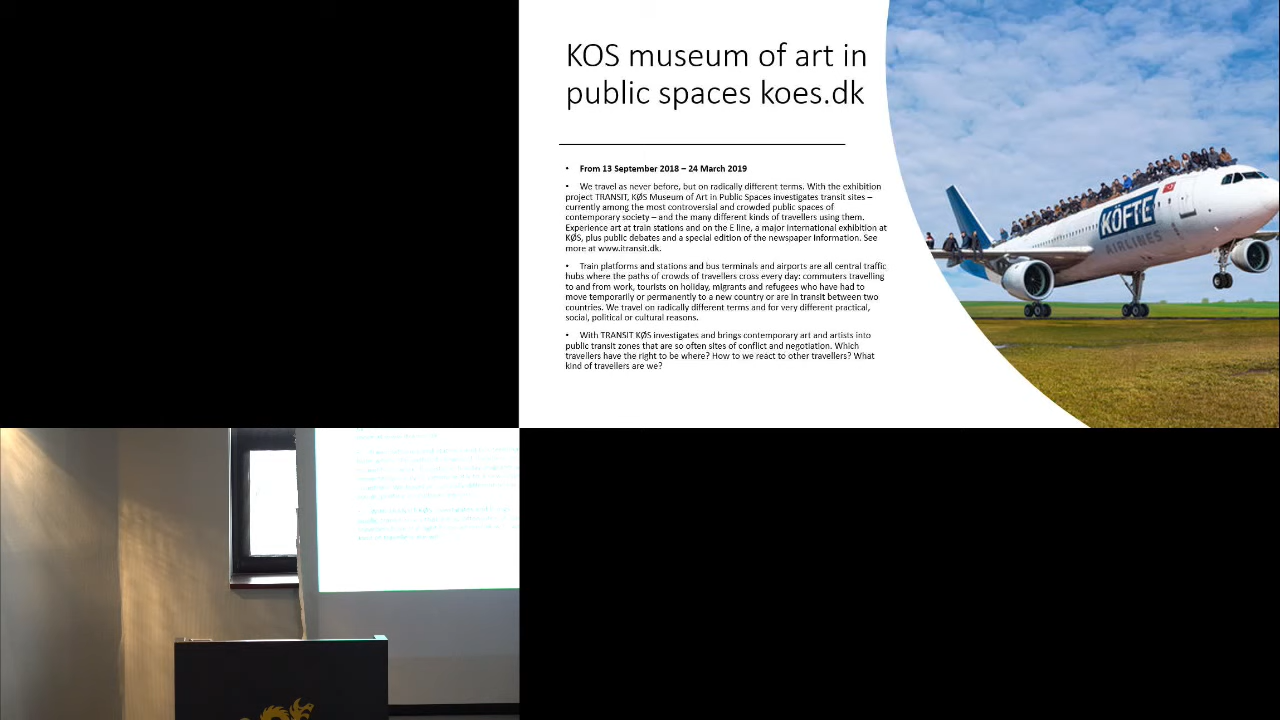 KOS museum of art in
public spaces koes.dk
• From 13 September 2018 – 24 March 2019
• We travel as never before, but on radically different terms. With the exhibition
project TRANSIT, KØS Museum of Art in Public Spaces investigates transit sites –
currently among the most controversial and crowded public spaces of
contemporary society – and the many different kinds of travellers using them.
Experience art at train stations and on the E line, a major international exhibition at
KØS, plus public debates and a special edition of the newspaper Information. See
more at www.itransit.dk.
• Train platforms and stations and bus terminals and airports are all central traffic
hubs where the paths of crowds of travellers cross every day: commuters travelling
to and from work, tourists on holiday, migrants and refugees who have had to
move temporarily or permanently to a new country or are in transit between two
countries. We travel on radically different terms and for very different practical,
social, political or cultural reasons.
• With TRANSIT KØS investigates and brings contemporary art and artists into
public transit zones that are so often sites of conflict and negotiation. Which
travellers have the right to be where? How to we react to other travellers? What
kind of travellers are we?
KÖFTE
AIRLINES